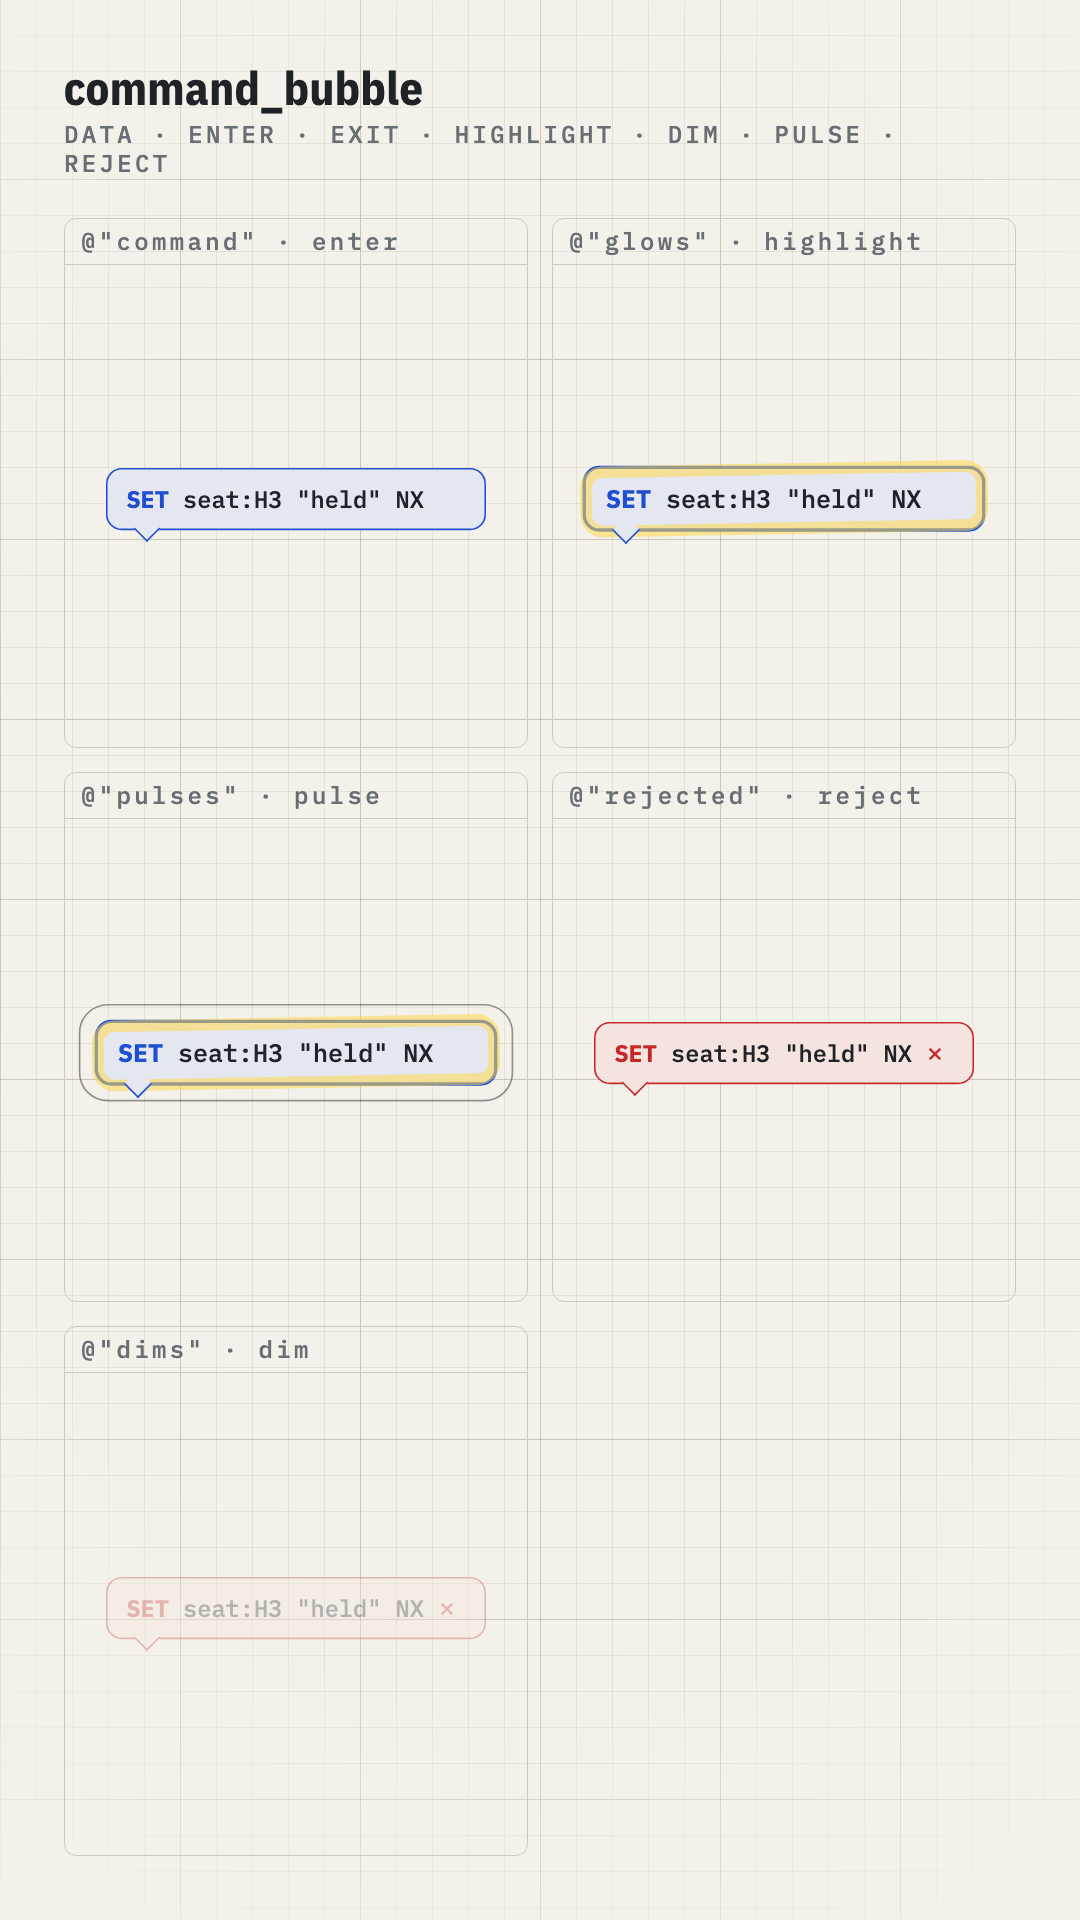 command_bubble
DATA · ENTER · EXIT · HIGHLIGHT · DIM · PULSE ·
REJECT
@"command" · enter
SET seat:H3 "held" NX
@"glows" · highlight
SET seat:H3 "held" NX
@"pulses" · pulse
SET seat:H3 "held" NX
@"rejected" · reject
SET seat:H3 "held" NX ×
@"dims" · dim
SET seat:H3 "held" NX ×